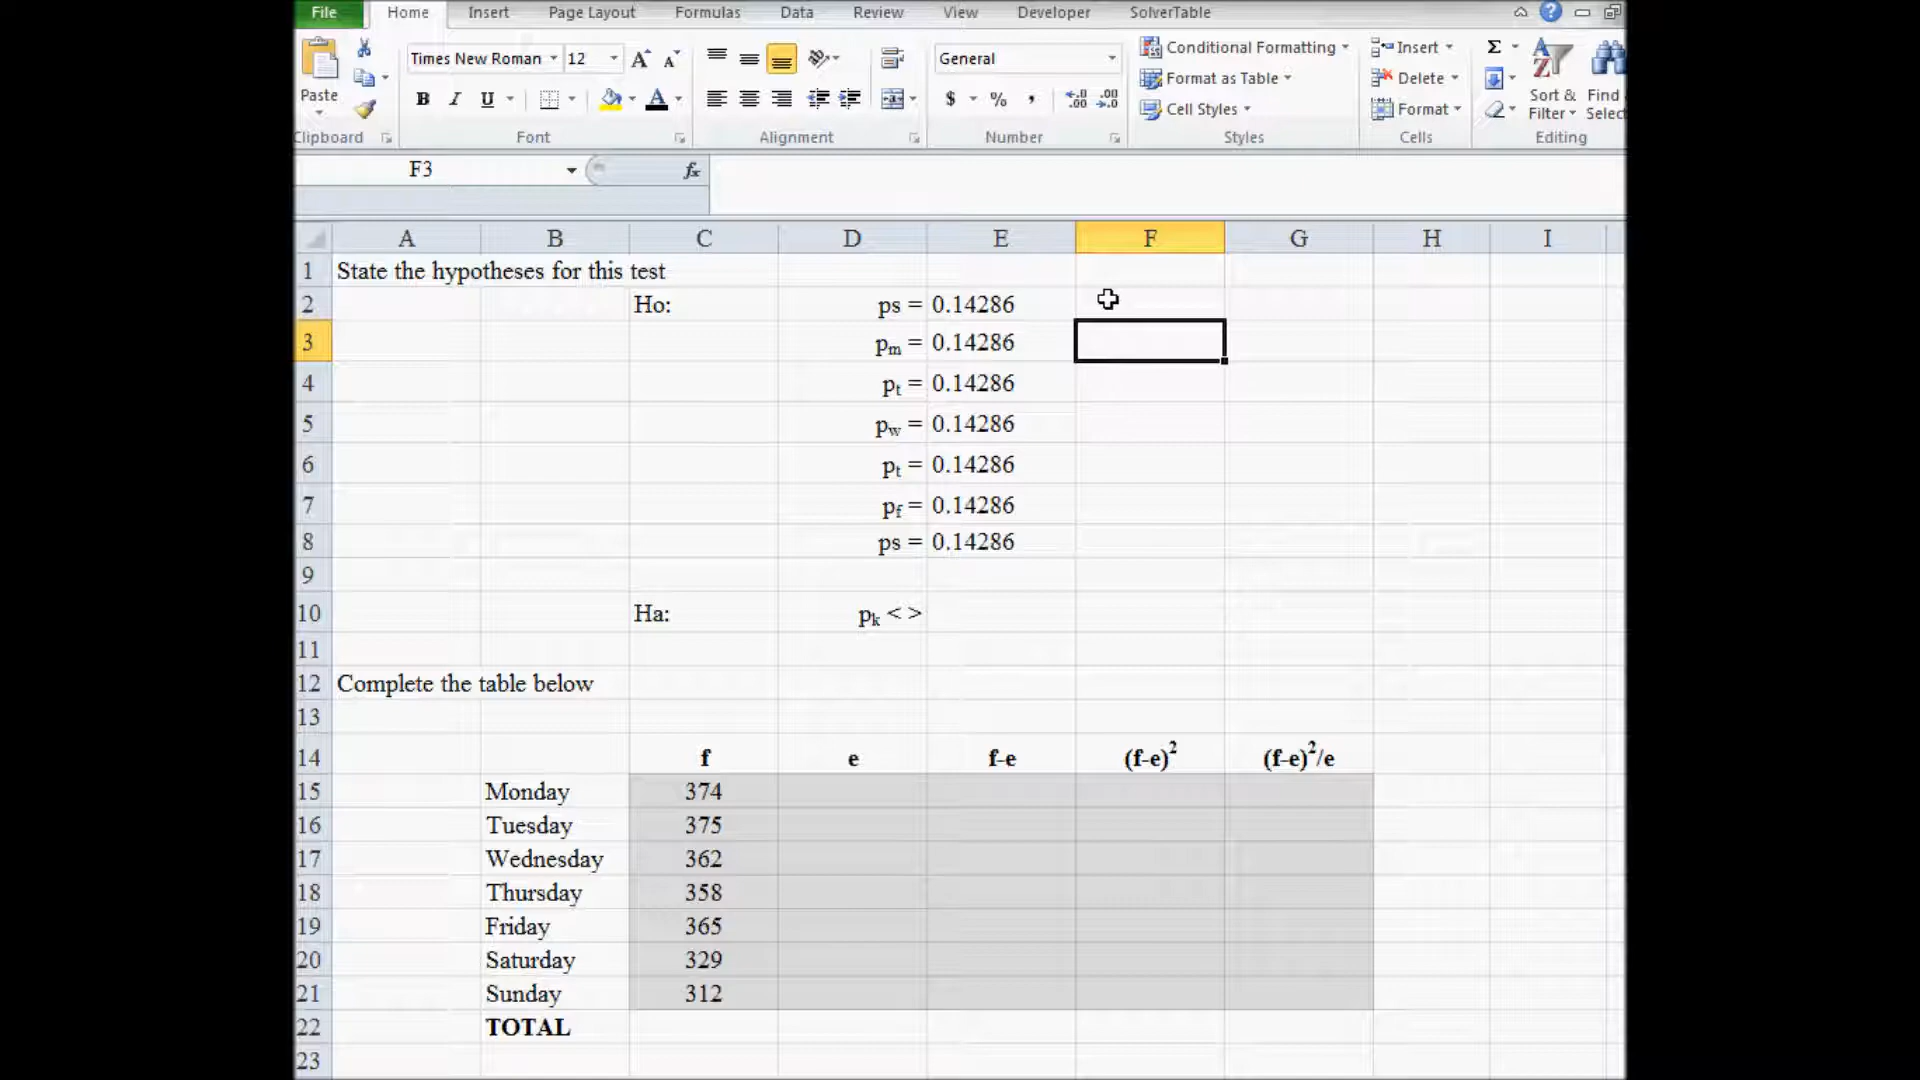 File Home Insert Page Layout Formulas Data Review View Developer SolverTable
Times New Roman 12 General Conditional Formatting Insert
Format as Table Delete
Paste B I U $ % , Cell Styles Format Sort & Filter Find Selec
Clipboard Font Alignment Number Styles Cells Editing
F3 fx
A B C D E F G H I
1 State the hypotheses for this test
2 Ho: ps = 0.14286
3 pm = 0.14286
4 pt = 0.14286
5 pw = 0.14286
6 pt = 0.14286
7 pf = 0.14286
8 ps = 0.14286
9
10 Ha: pk < >
11
12 Complete the table below
13
14 f e f-e (f-e)2 (f-e)2/e
15 Monday 374
16 Tuesday 375
17 Wednesday 362
18 Thursday 358
19 Friday 365
20 Saturday 329
21 Sunday 312
22 TOTAL
23